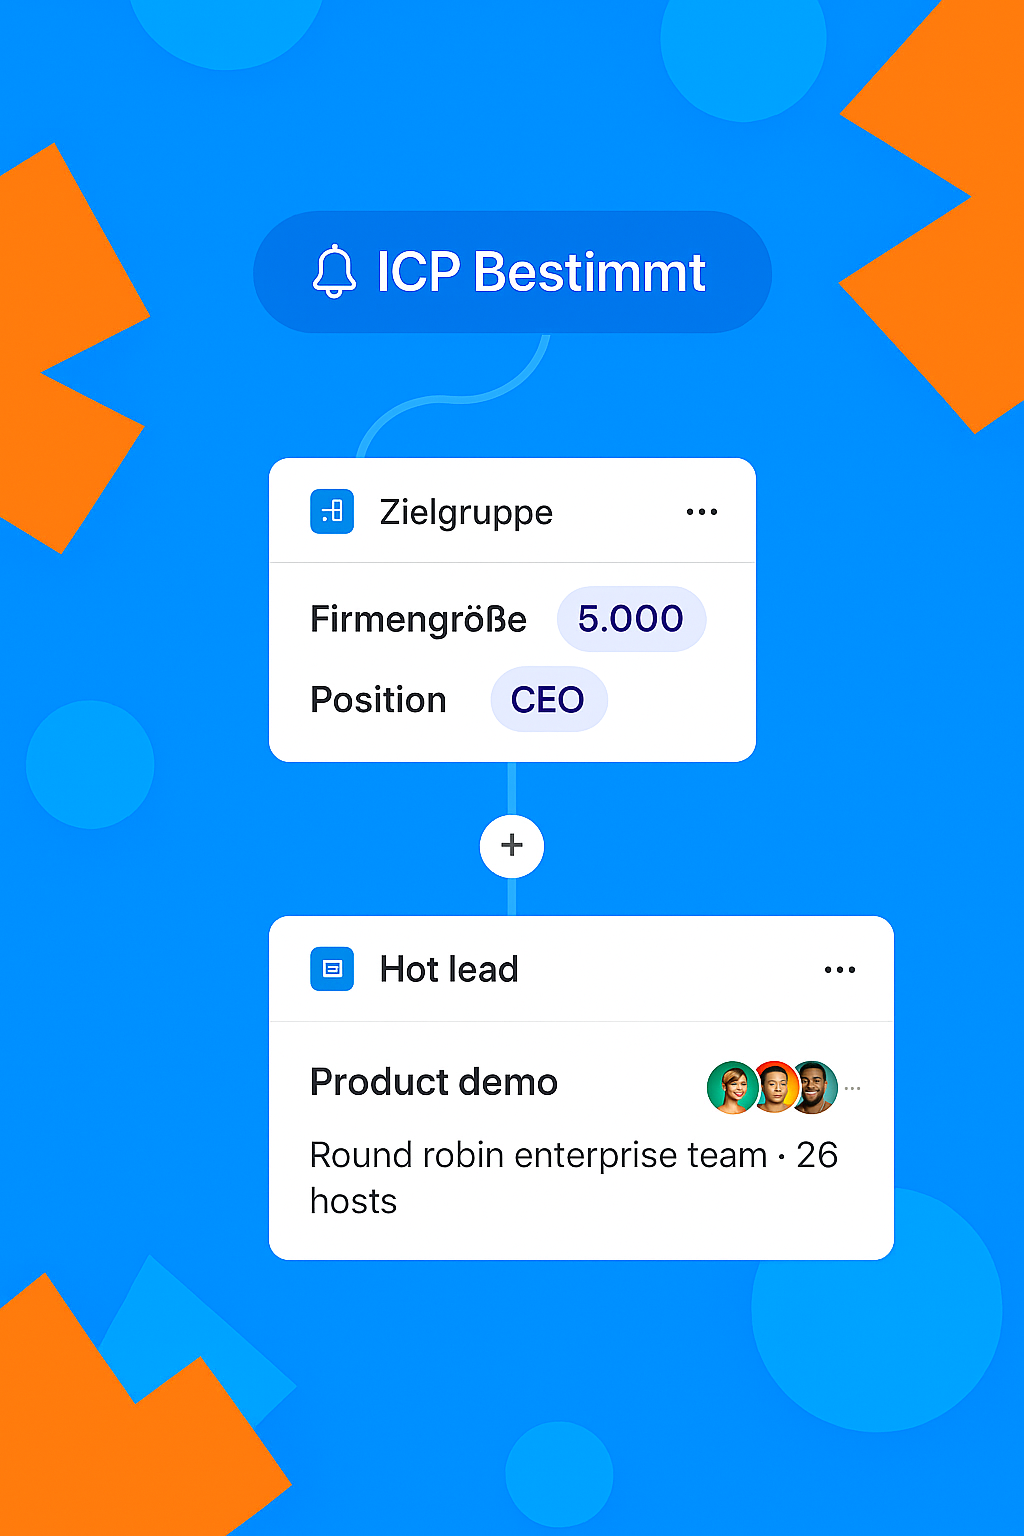 ICP Bestimmt
Zielgruppe
Firmengröße 5.000
Position CEO
+
Hot lead
Product demo
Round robin enterprise team · 26
hosts